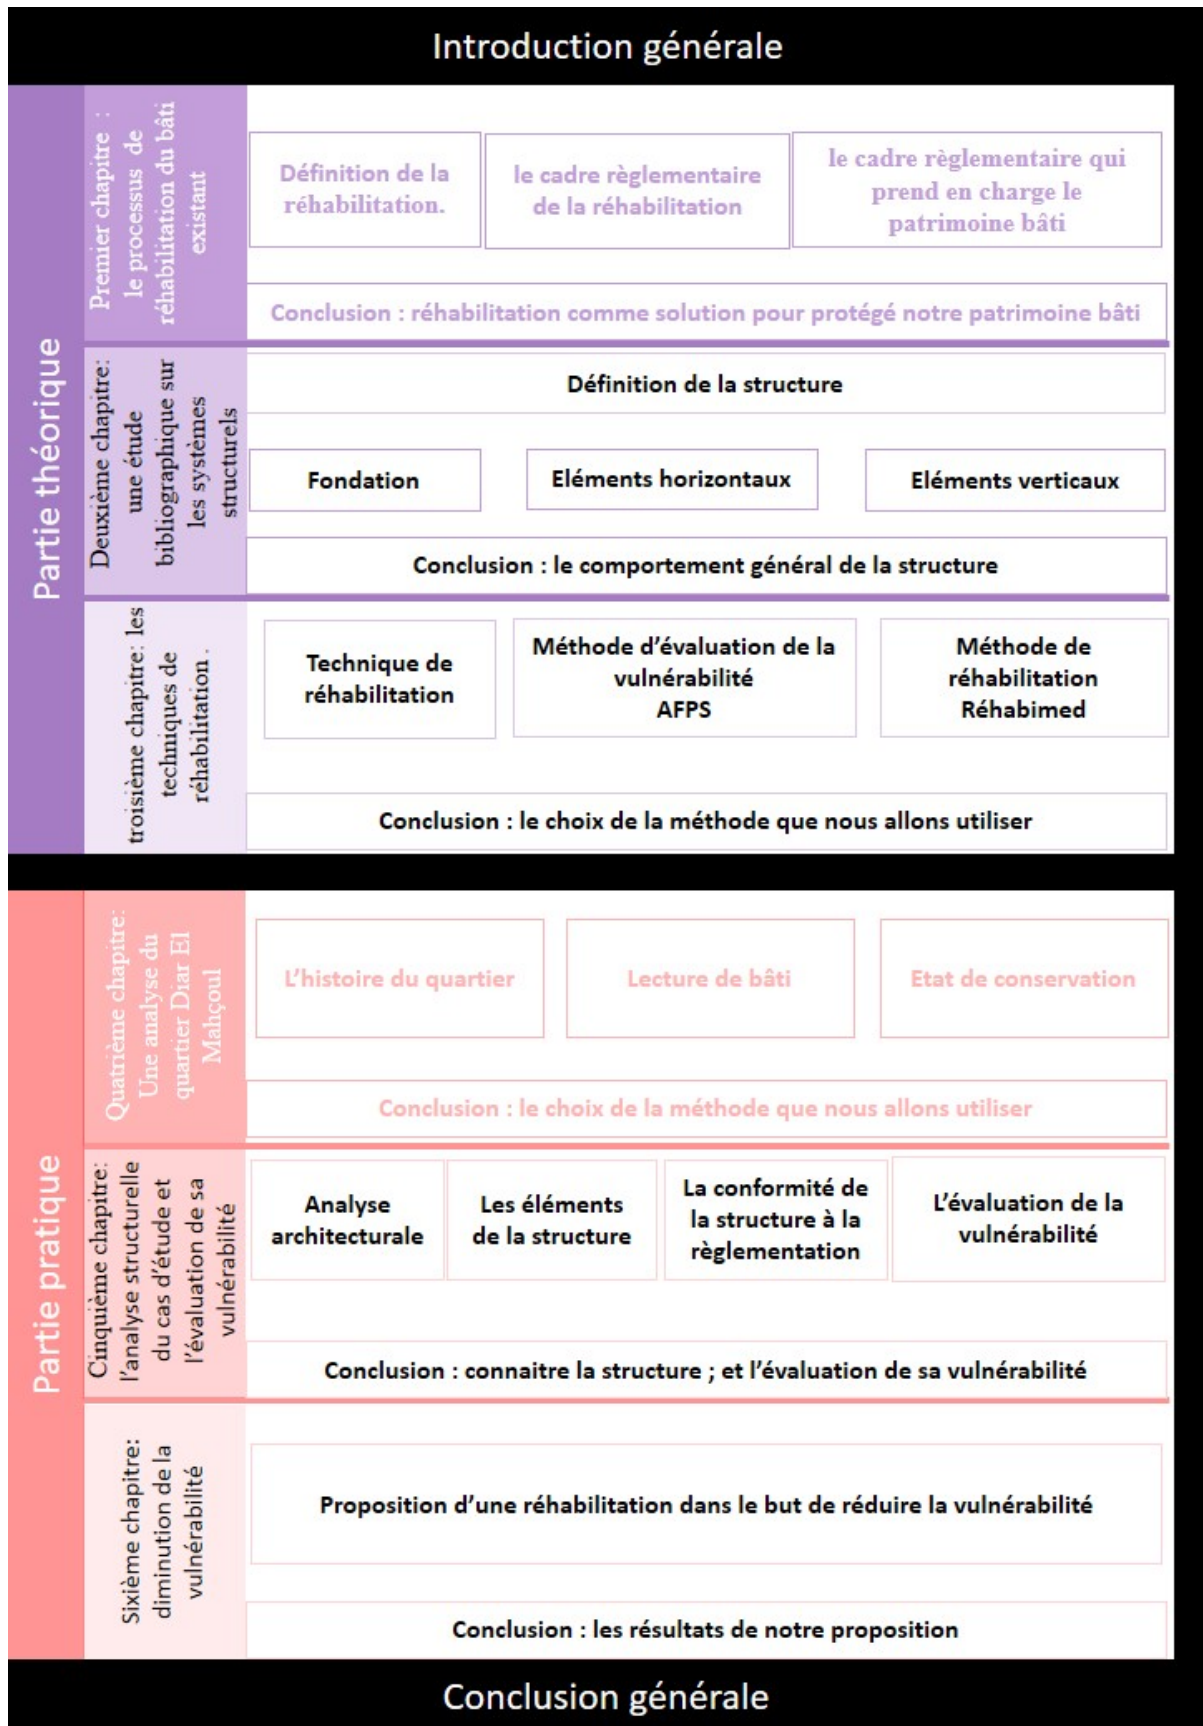 Introduction générale
Partie théorique
Premier chapitre :
le processus de
réhabilitation du bâti
existant
Définition de la
réhabilitation.
le cadre règlementaire
de la réhabilitation
le cadre règlementaire qui
prend en charge le
patrimoine bâti
Conclusion : réhabilitation comme solution pour protégé notre patrimoine bâti
Deuxième chapitre:
une étude
bibliographique sur
les systèmes
structurels
Définition de la structure
Fondation
Eléments horizontaux
Eléments verticaux
Conclusion : le comportement général de la structure
troisième chapitre: les
techniques de
réhabilitation .
Technique de
réhabilitation
Méthode d’évaluation de la
vulnérabilité
AFPS
Méthode de
réhabilitation
Réhabimed
Conclusion : le choix de la méthode que nous allons utiliser
Partie pratique
Quatrième chapitre:
Une analyse du
quartier Diar El
Mahçoul
L’histoire du quartier
Lecture de bâti
Etat de conservation
Conclusion : le choix de la méthode que nous allons utiliser
Cinquième chapitre:
l’analyse structurelle
du cas d’étude et
l’évaluation de sa
vulnérabilité
Analyse
architecturale
Les éléments
de la structure
La conformité de
la structure à la
règlementation
L’évaluation de la
vulnérabilité
Conclusion : connaitre la structure ; et l’évaluation de sa vulnérabilité
Sixième chapitre:
diminution de la
vulnérabilité
Proposition d’une réhabilitation dans le but de réduire la vulnérabilité
Conclusion : les résultats de notre proposition
Conclusion générale